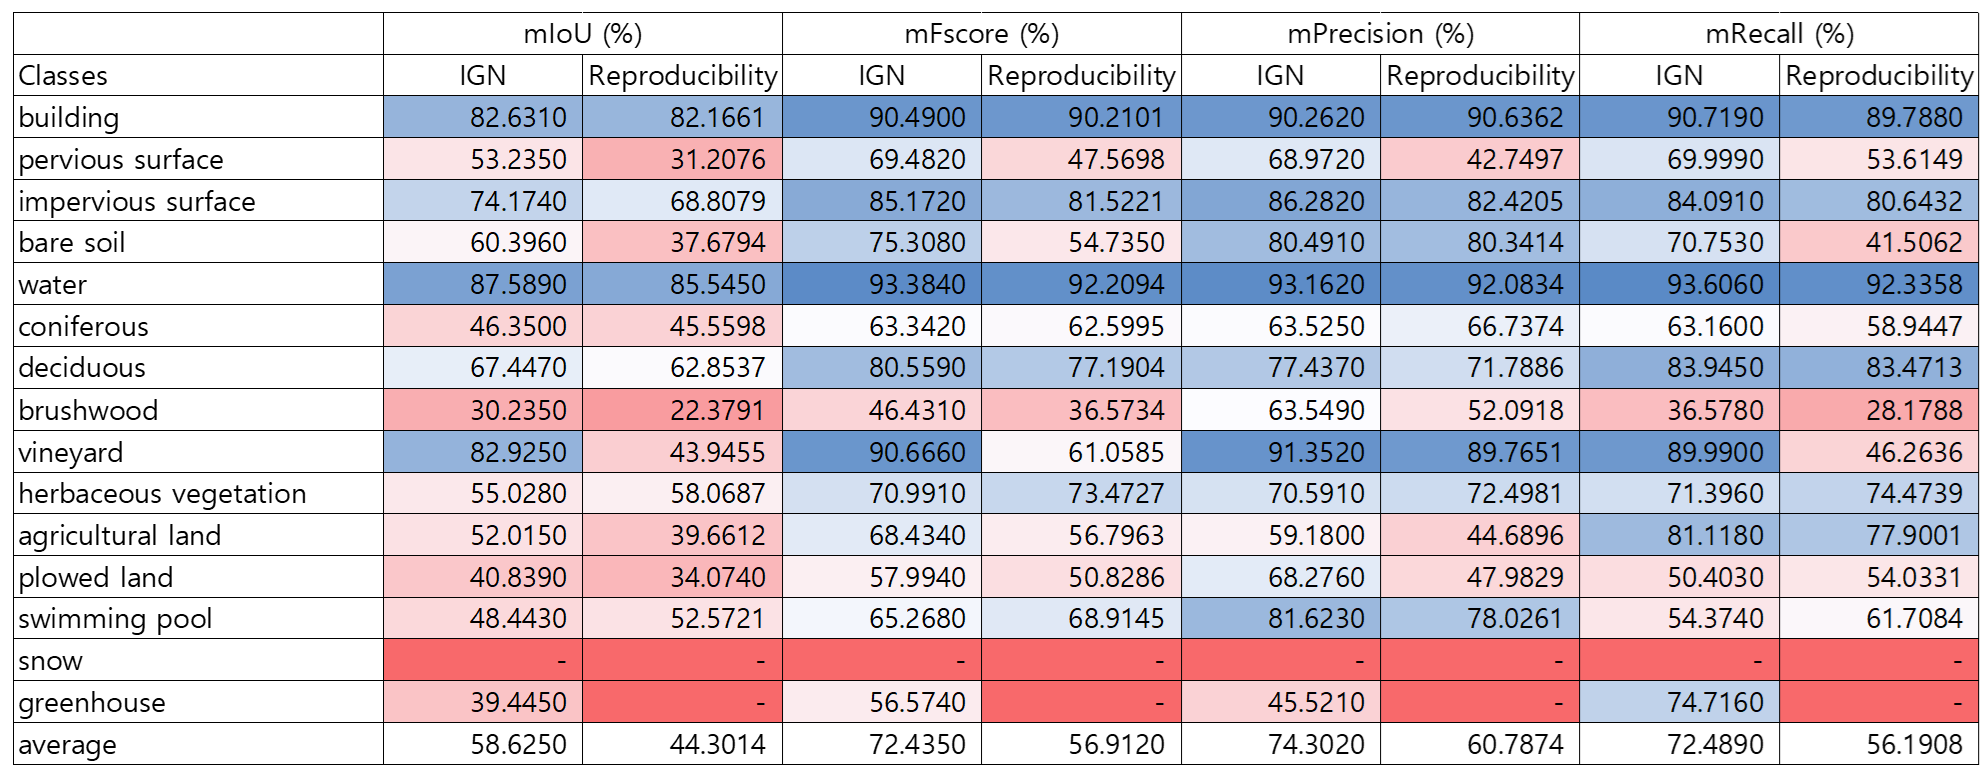 mIoU (%) mFscore (%) mPrecision (%) mRecall (%)
Classes IGN Reproducibility IGN Reproducibility IGN Reproducibility IGN Reproducibility
building 82.6310 82.1661 90.4900 90.2101 90.2620 90.6362 90.7190 89.7880
pervious surface 53.2350 31.2076 69.4820 47.5698 68.9720 42.7497 69.9990 53.6149
impervious surface 74.1740 68.8079 85.1720 81.5221 86.2820 82.4205 84.0910 80.6432
bare soil 60.3960 37.6794 75.3080 54.7350 80.4910 80.3414 70.7530 41.5062
water 87.5890 85.5450 93.3840 92.2094 93.1620 92.0834 93.6060 92.3358
coniferous 46.3500 45.5598 63.3420 62.5995 63.5250 66.7374 63.1600 58.9447
deciduous 67.4470 62.8537 80.5590 77.1904 77.4370 71.7886 83.9450 83.4713
brushwood 30.2350 22.3791 46.4310 36.5734 63.5490 52.0918 36.5780 28.1788
vineyard 82.9250 43.9455 90.6660 61.0585 91.3520 89.7651 89.9900 46.2636
herbaceous vegetation 55.0280 58.0687 70.9910 73.4727 70.5910 72.4981 71.3960 74.4739
agricultural land 52.0150 39.6612 68.4340 56.7963 59.1800 44.6896 81.1180 77.9001
plowed land 40.8390 34.0740 57.9940 50.8286 68.2760 47.9829 50.4030 54.0331
swimming pool 48.4430 52.5721 65.2680 68.9145 81.6230 78.0261 54.3740 61.7084
snow - - - - - - - -
greenhouse 39.4450 - 56.5740 - 45.5210 - 74.7160 -
average 58.6250 44.3014 72.4350 56.9120 74.3020 60.7874 72.4890 56.1908